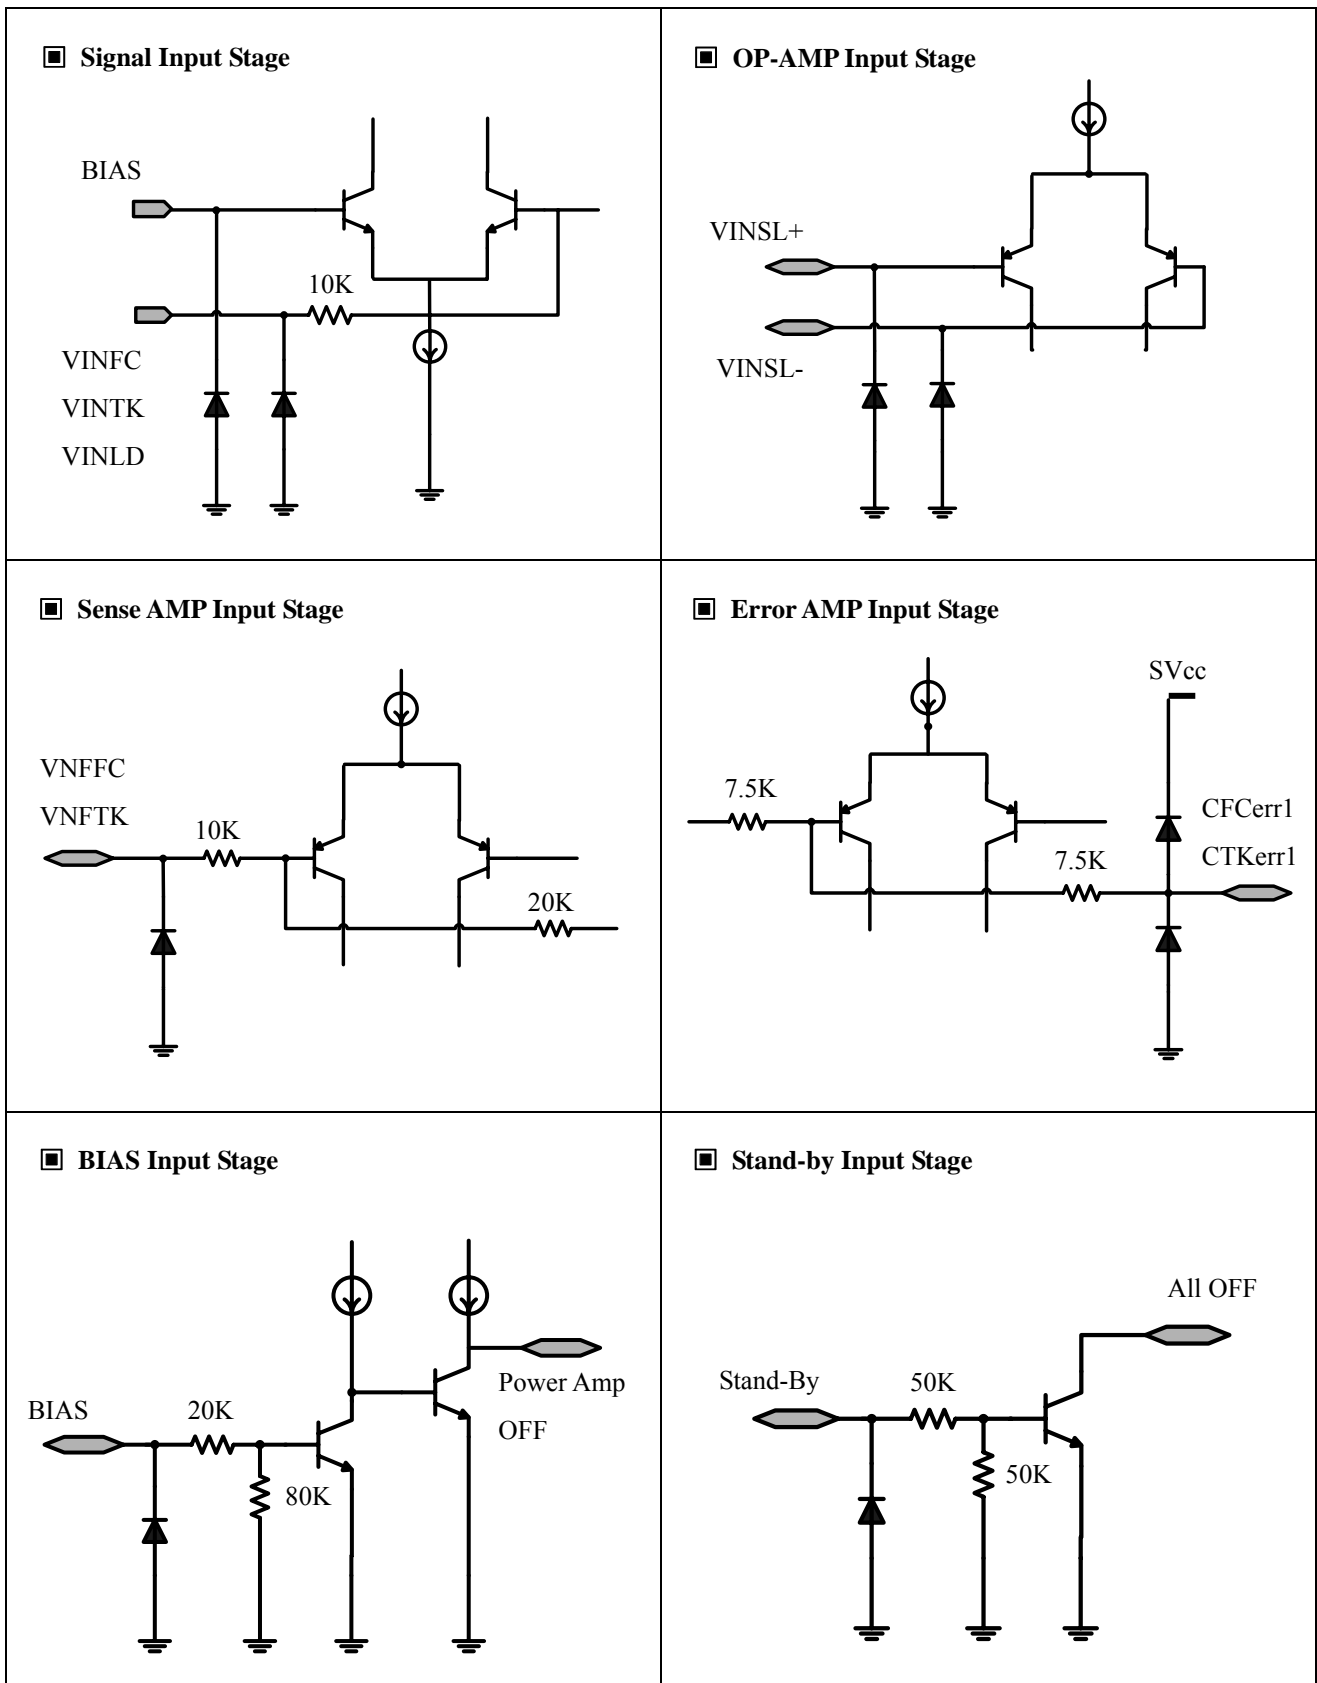 Signal Input Stage
BIAS
10K
VINFC
VINTK
VINLD
OP-AMP Input Stage
VINSL+
VINSL-
Sense AMP Input Stage
VNFFC
VNFTK
10K
20K
Error AMP Input Stage
SVcc
7.5K
CFCerr1
7.5K
CTKerr1
BIAS Input Stage
BIAS
20K
80K
Power Amp
OFF
Stand-by Input Stage
All OFF
Stand-By
50K
50K